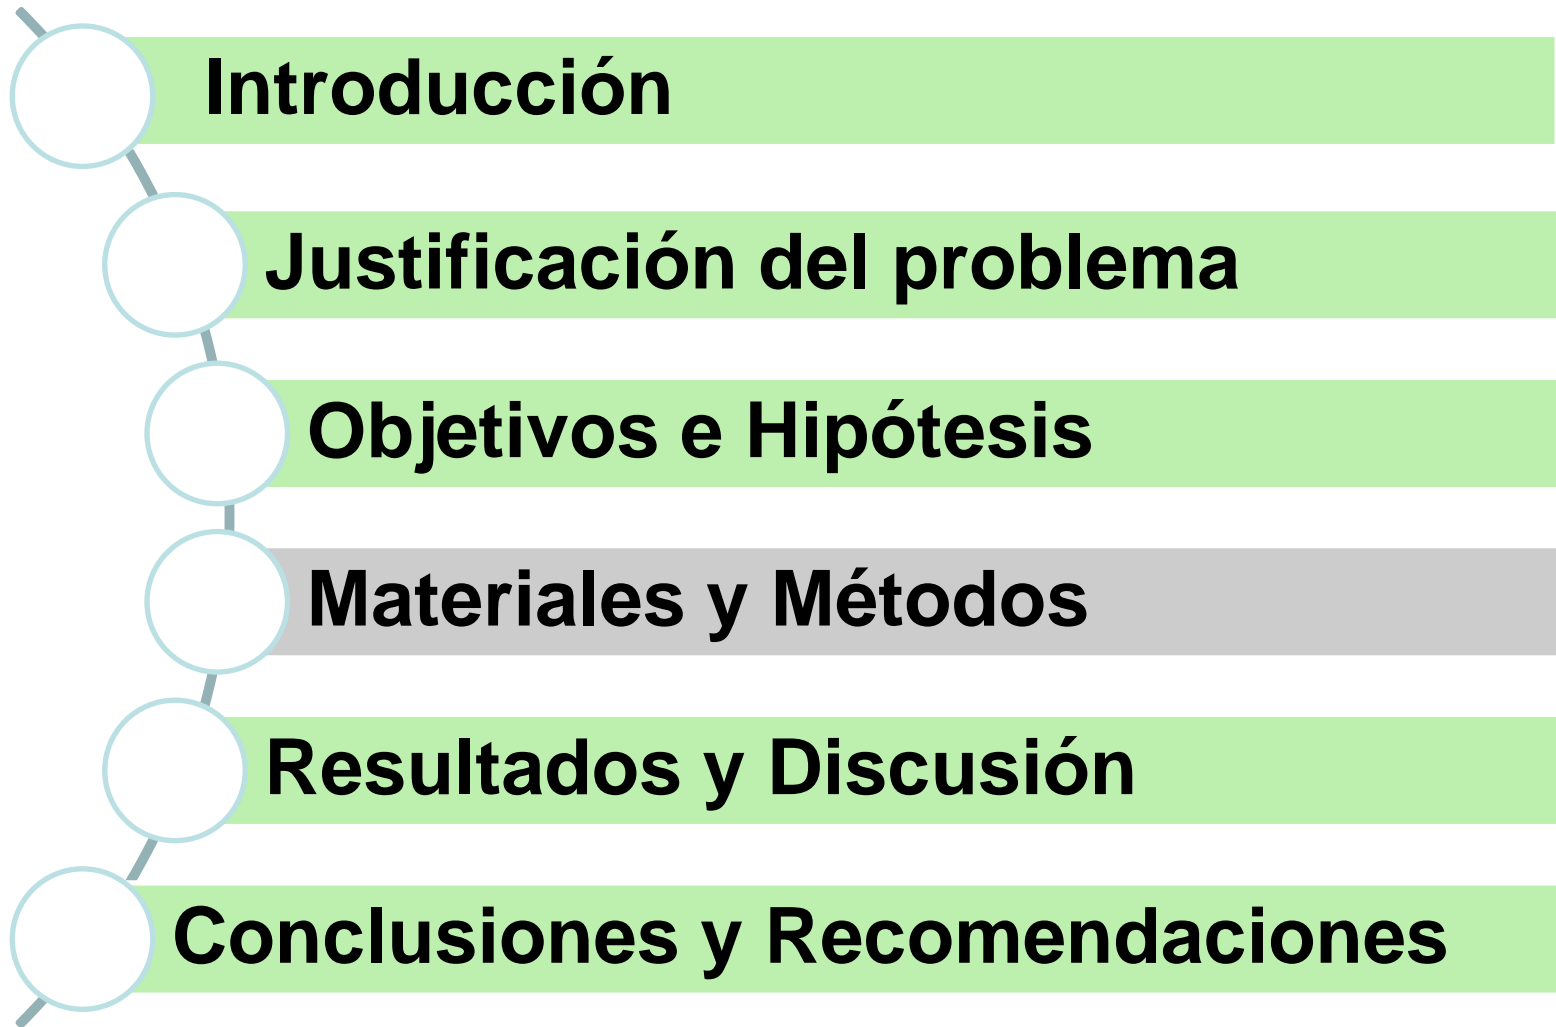 Introducción
Justificación del problema
Objetivos e Hipótesis
Materiales y Métodos
Resultados y Discusión
Conclusiones y Recomendaciones